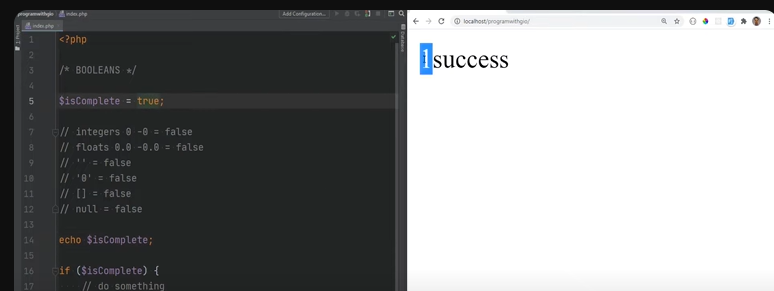 programwithgio index.php
Add Configuration...
index.php
1 <?php
2
3 /* BOOLEANS */
4
5 $isComplete = true;
6
7 // integers 0 -0 = false
8 // floats 0.0 -0.0 = false
9 // '' = false
10 // '0' = false
11 // [] = false
12 // null = false
13
14 echo $isComplete;
15
16 if ($isComplete) {
17 // do something
Project
Database
localhost/programwithgio/
1success